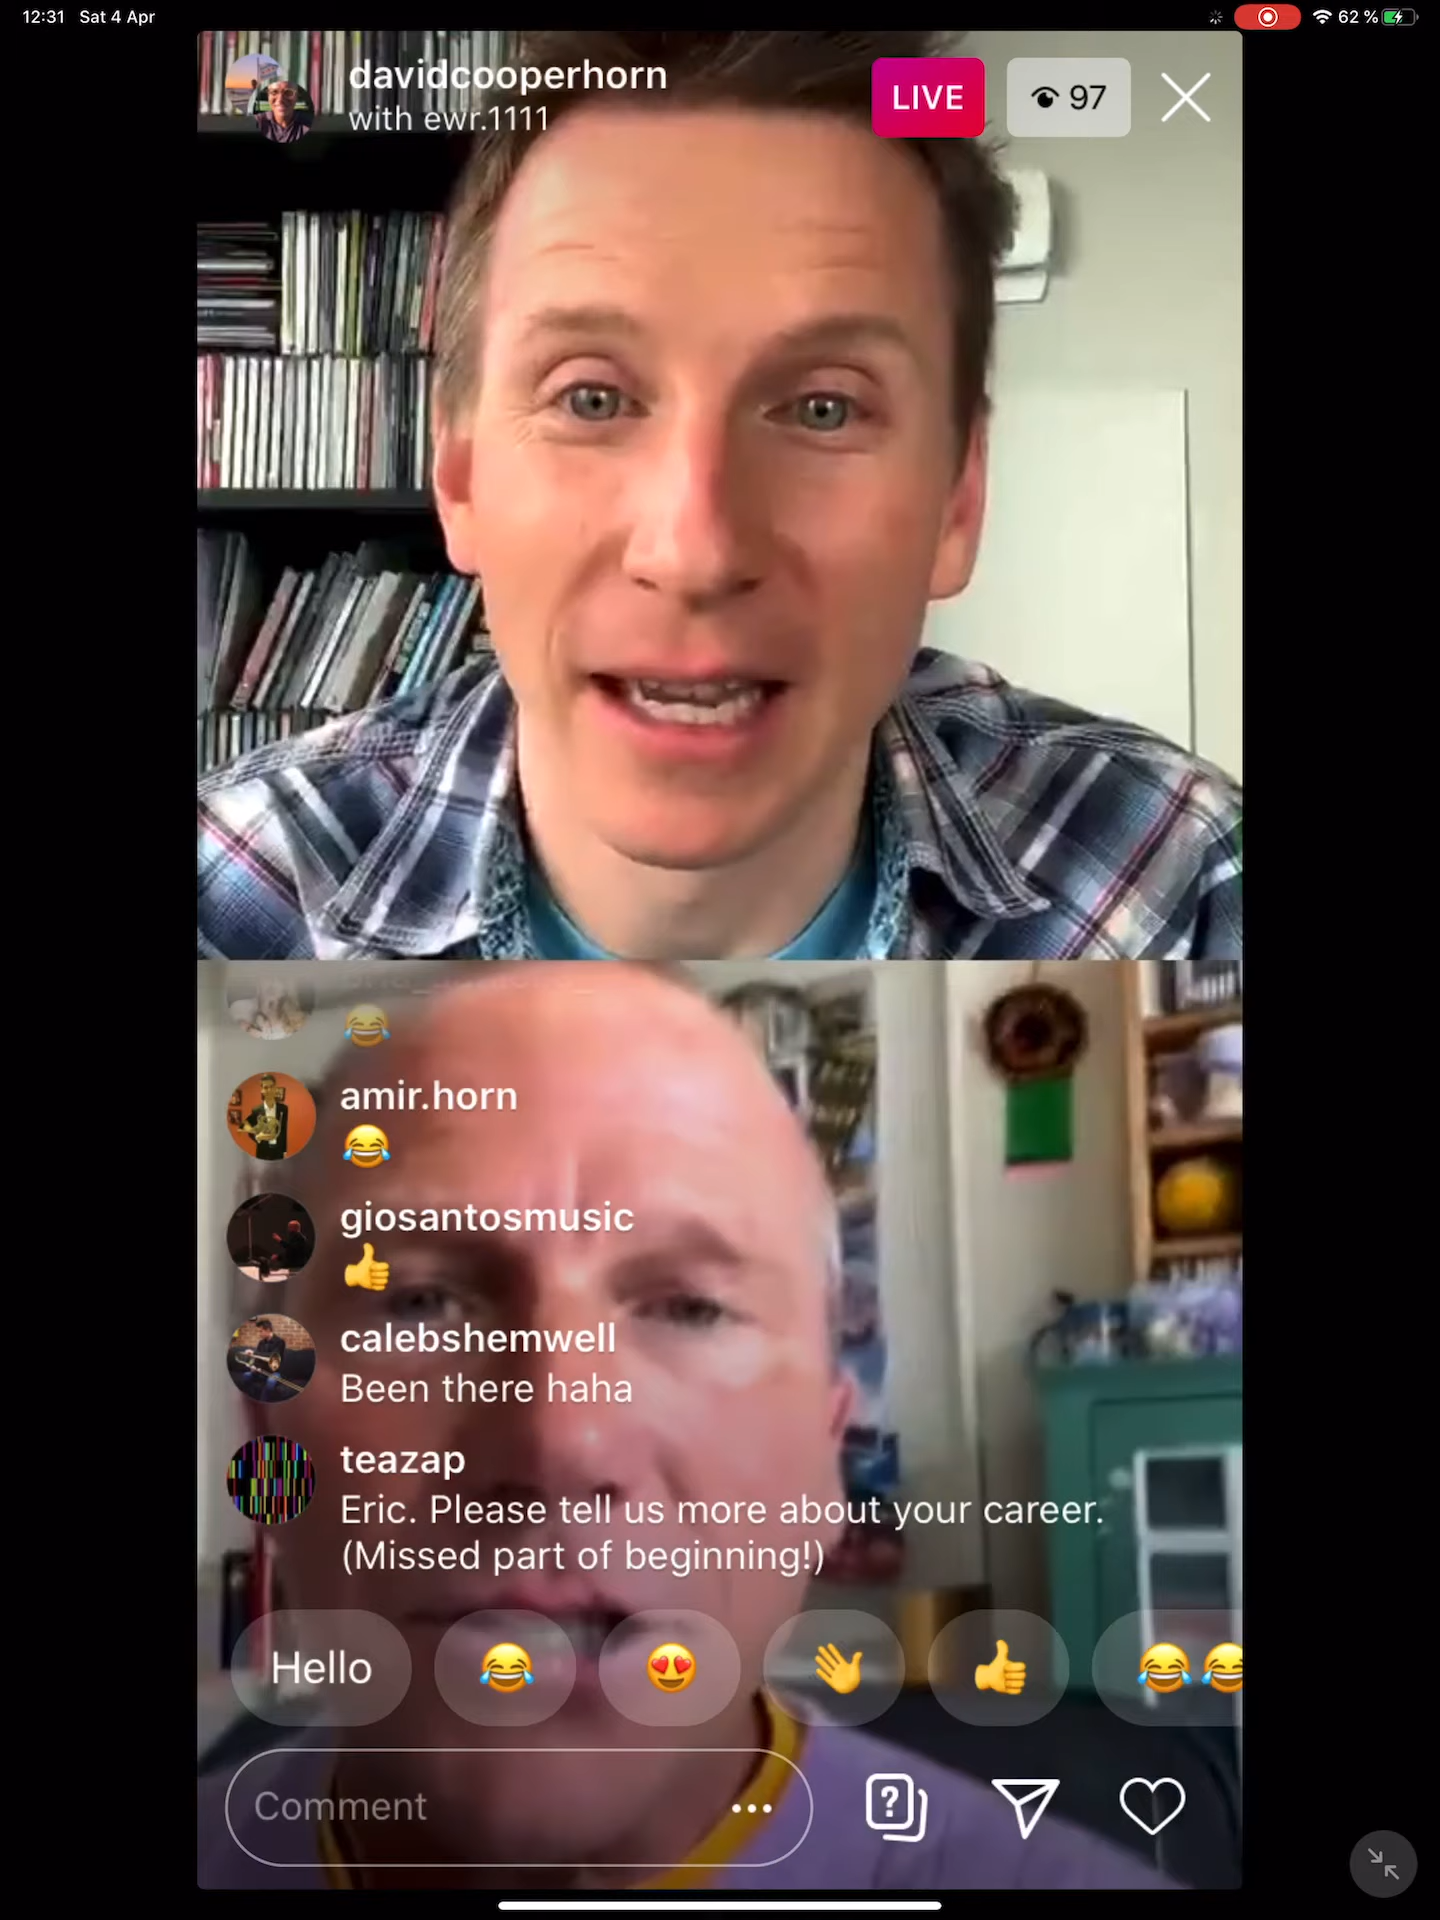 12:31 Sat 4 Apr
62 %
davidcooperhorn
with ewr.1111
LIVE
97
😂
amir.horn
😂
giosantosmusic
👍
calebshemwell
Been there haha
teazap
Eric. Please tell us more about your career.
(Missed part of beginning!)
Hello 😂 😍 👋 👍 😂😂
Comment